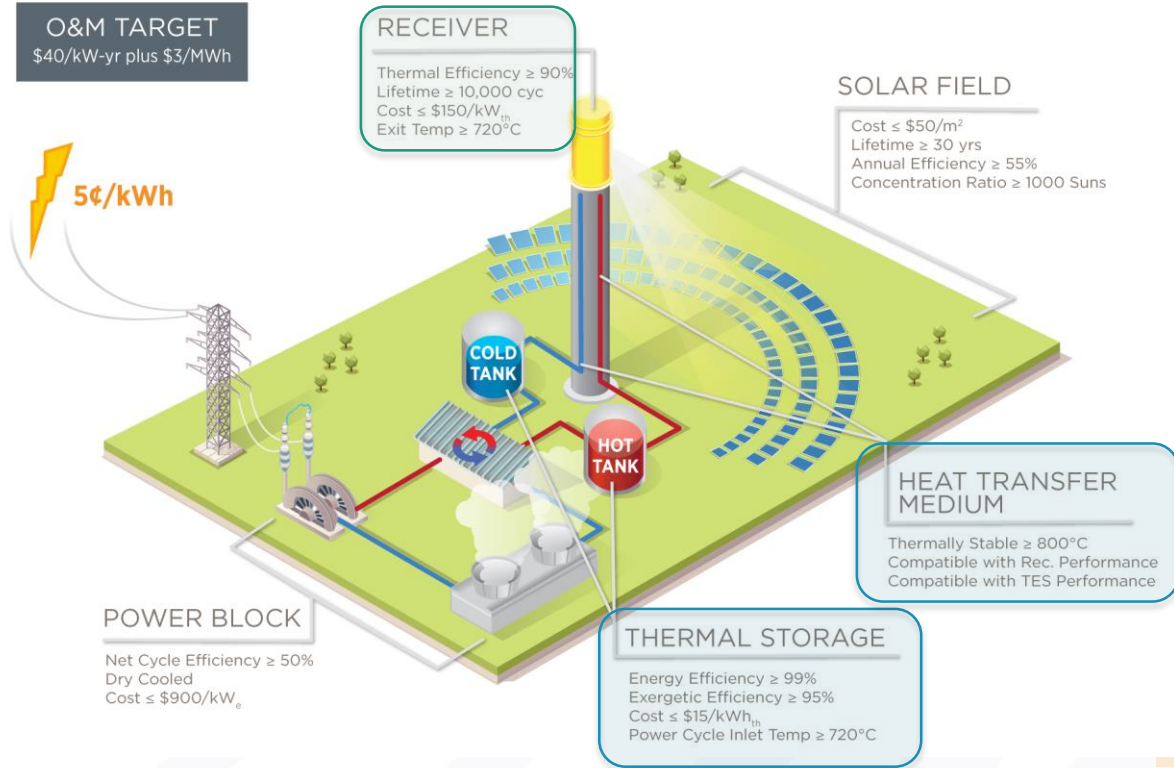 O&M TARGET
$40/kW-yr plus $3/MWh
RECEIVER
Thermal Efficiency ≥ 90%
Lifetime ≥ 10,000 cyc
Cost ≤ $150/kWth
Exit Temp ≥ 720°C
SOLAR FIELD
Cost ≤ $50/m²
Lifetime ≥ 30 yrs
Annual Efficiency ≥ 55%
Concentration Ratio ≥ 1000 Suns
5¢/kWh
COLD
TANK
HOT
TANK
HEAT TRANSFER
MEDIUM
Thermally Stable ≥ 800°C
Compatible with Rec. Performance
Compatible with TES Performance
POWER BLOCK
Net Cycle Efficiency ≥ 50%
Dry Cooled
Cost ≤ $900/kWe
THERMAL STORAGE
Energy Efficiency ≥ 99%
Exergetic Efficiency ≥ 95%
Cost ≤ $15/kWhth
Power Cycle Inlet Temp ≥ 720°C